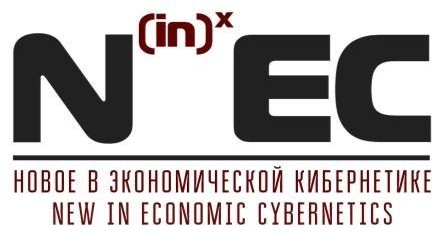 N(in)x EC
НОВОЕ В ЭКОНОМИЧЕСКОЙ КИБЕРНЕТИКЕ
NEW IN ECONOMIC CYBERNETICS